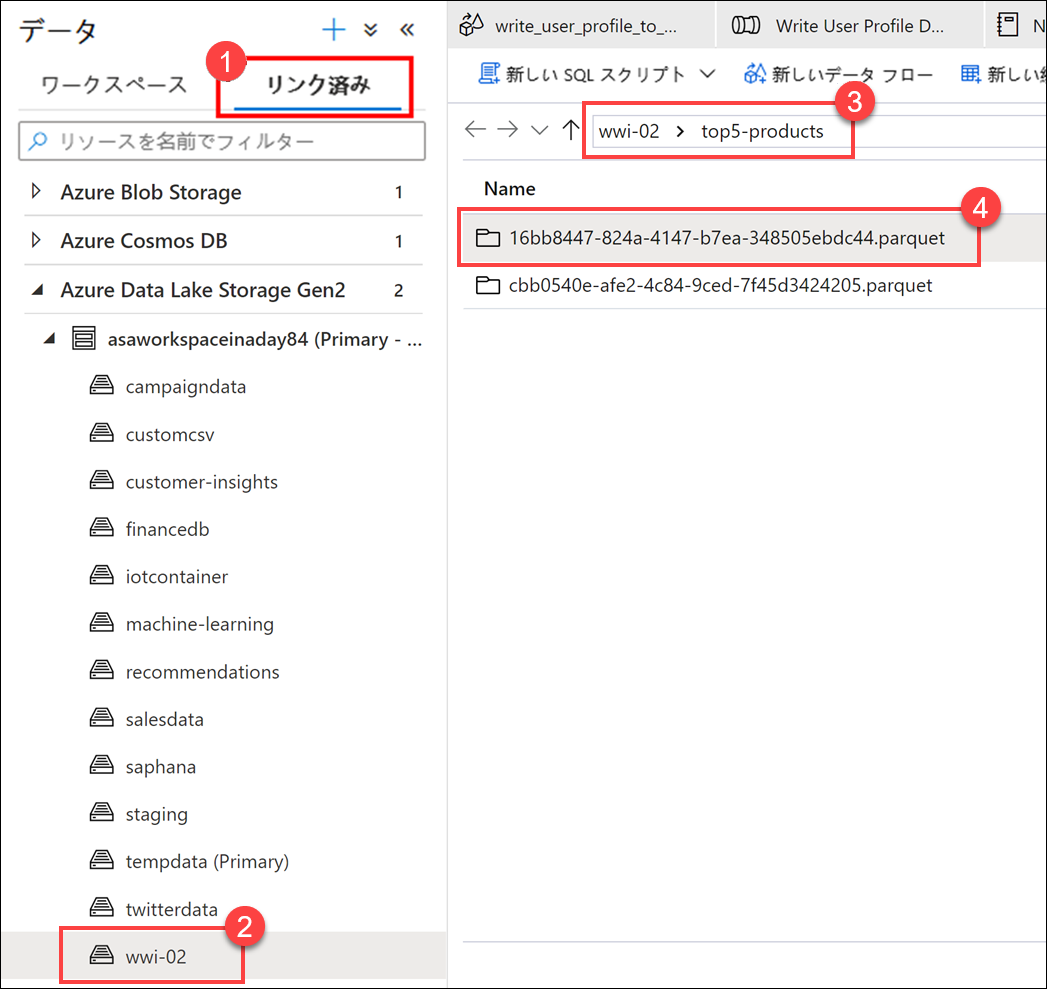 データ
1
ワークスペース リンク済み
リソースを名前でフィルター
Azure Blob Storage 1
Azure Cosmos DB 1
Azure Data Lake Storage Gen2 2
asaworkspaceinaday84 (Primary - ...
campaigndata
customcsv
customer-insights
financedb
iotcontainer
machine-learning
recommendations
salesdata
saphana
staging
tempdata (Primary)
twitterdata
2
wwi-02
write_user_profile_to_... Write User Profile D... N
新しい SQL スクリプト 新しいデータ フロー 新しい
3
wwi-02 > top5-products
Name
4
16bb8447-824a-4147-b7ea-348505ebdc44.parquet
cbb0540e-afe2-4c84-9ced-7f45d3424205.parquet